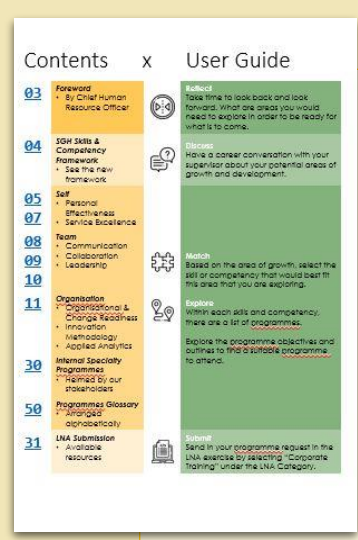 Contents x User Guide
03
Foreword
• By Chief Human
Resource Officer
04
SGH Skills &
Competency
Framework
• See the new
framework
05
07
Self
• Personal
Effectiveness
• Service Excellence
08
09
10
Team
• Communication
• Collaboration
• Leadership
11
Organisation
• Organisational &
Change Readiness
• Innovation
Methodology
• Applied Analytics
30
Internal Specialty
Programmes
• Helmed by our
stakeholders
50
Programmes Glossary
• Arranged
alphabetically
31
LNA Submission
• Available
resources
Reflect
Take time to look back and look
forward. What are areas you would
need to explore in order to be ready for
what is to come.
Discuss
Have a career conversation with your
supervisor about your potential areas of
growth and development.
Match
Based on the area of growth, select the
skill or competency that would best fit
this area that you are exploring.
Explore
Within each skills and competency,
there are a list of programmes.
Explore the programme objectives and
outlines to find a suitable programme
to attend.
Submit
Send in your programme request in the
LNA exercise by selecting "Corporate
Training" under the LNA Category.